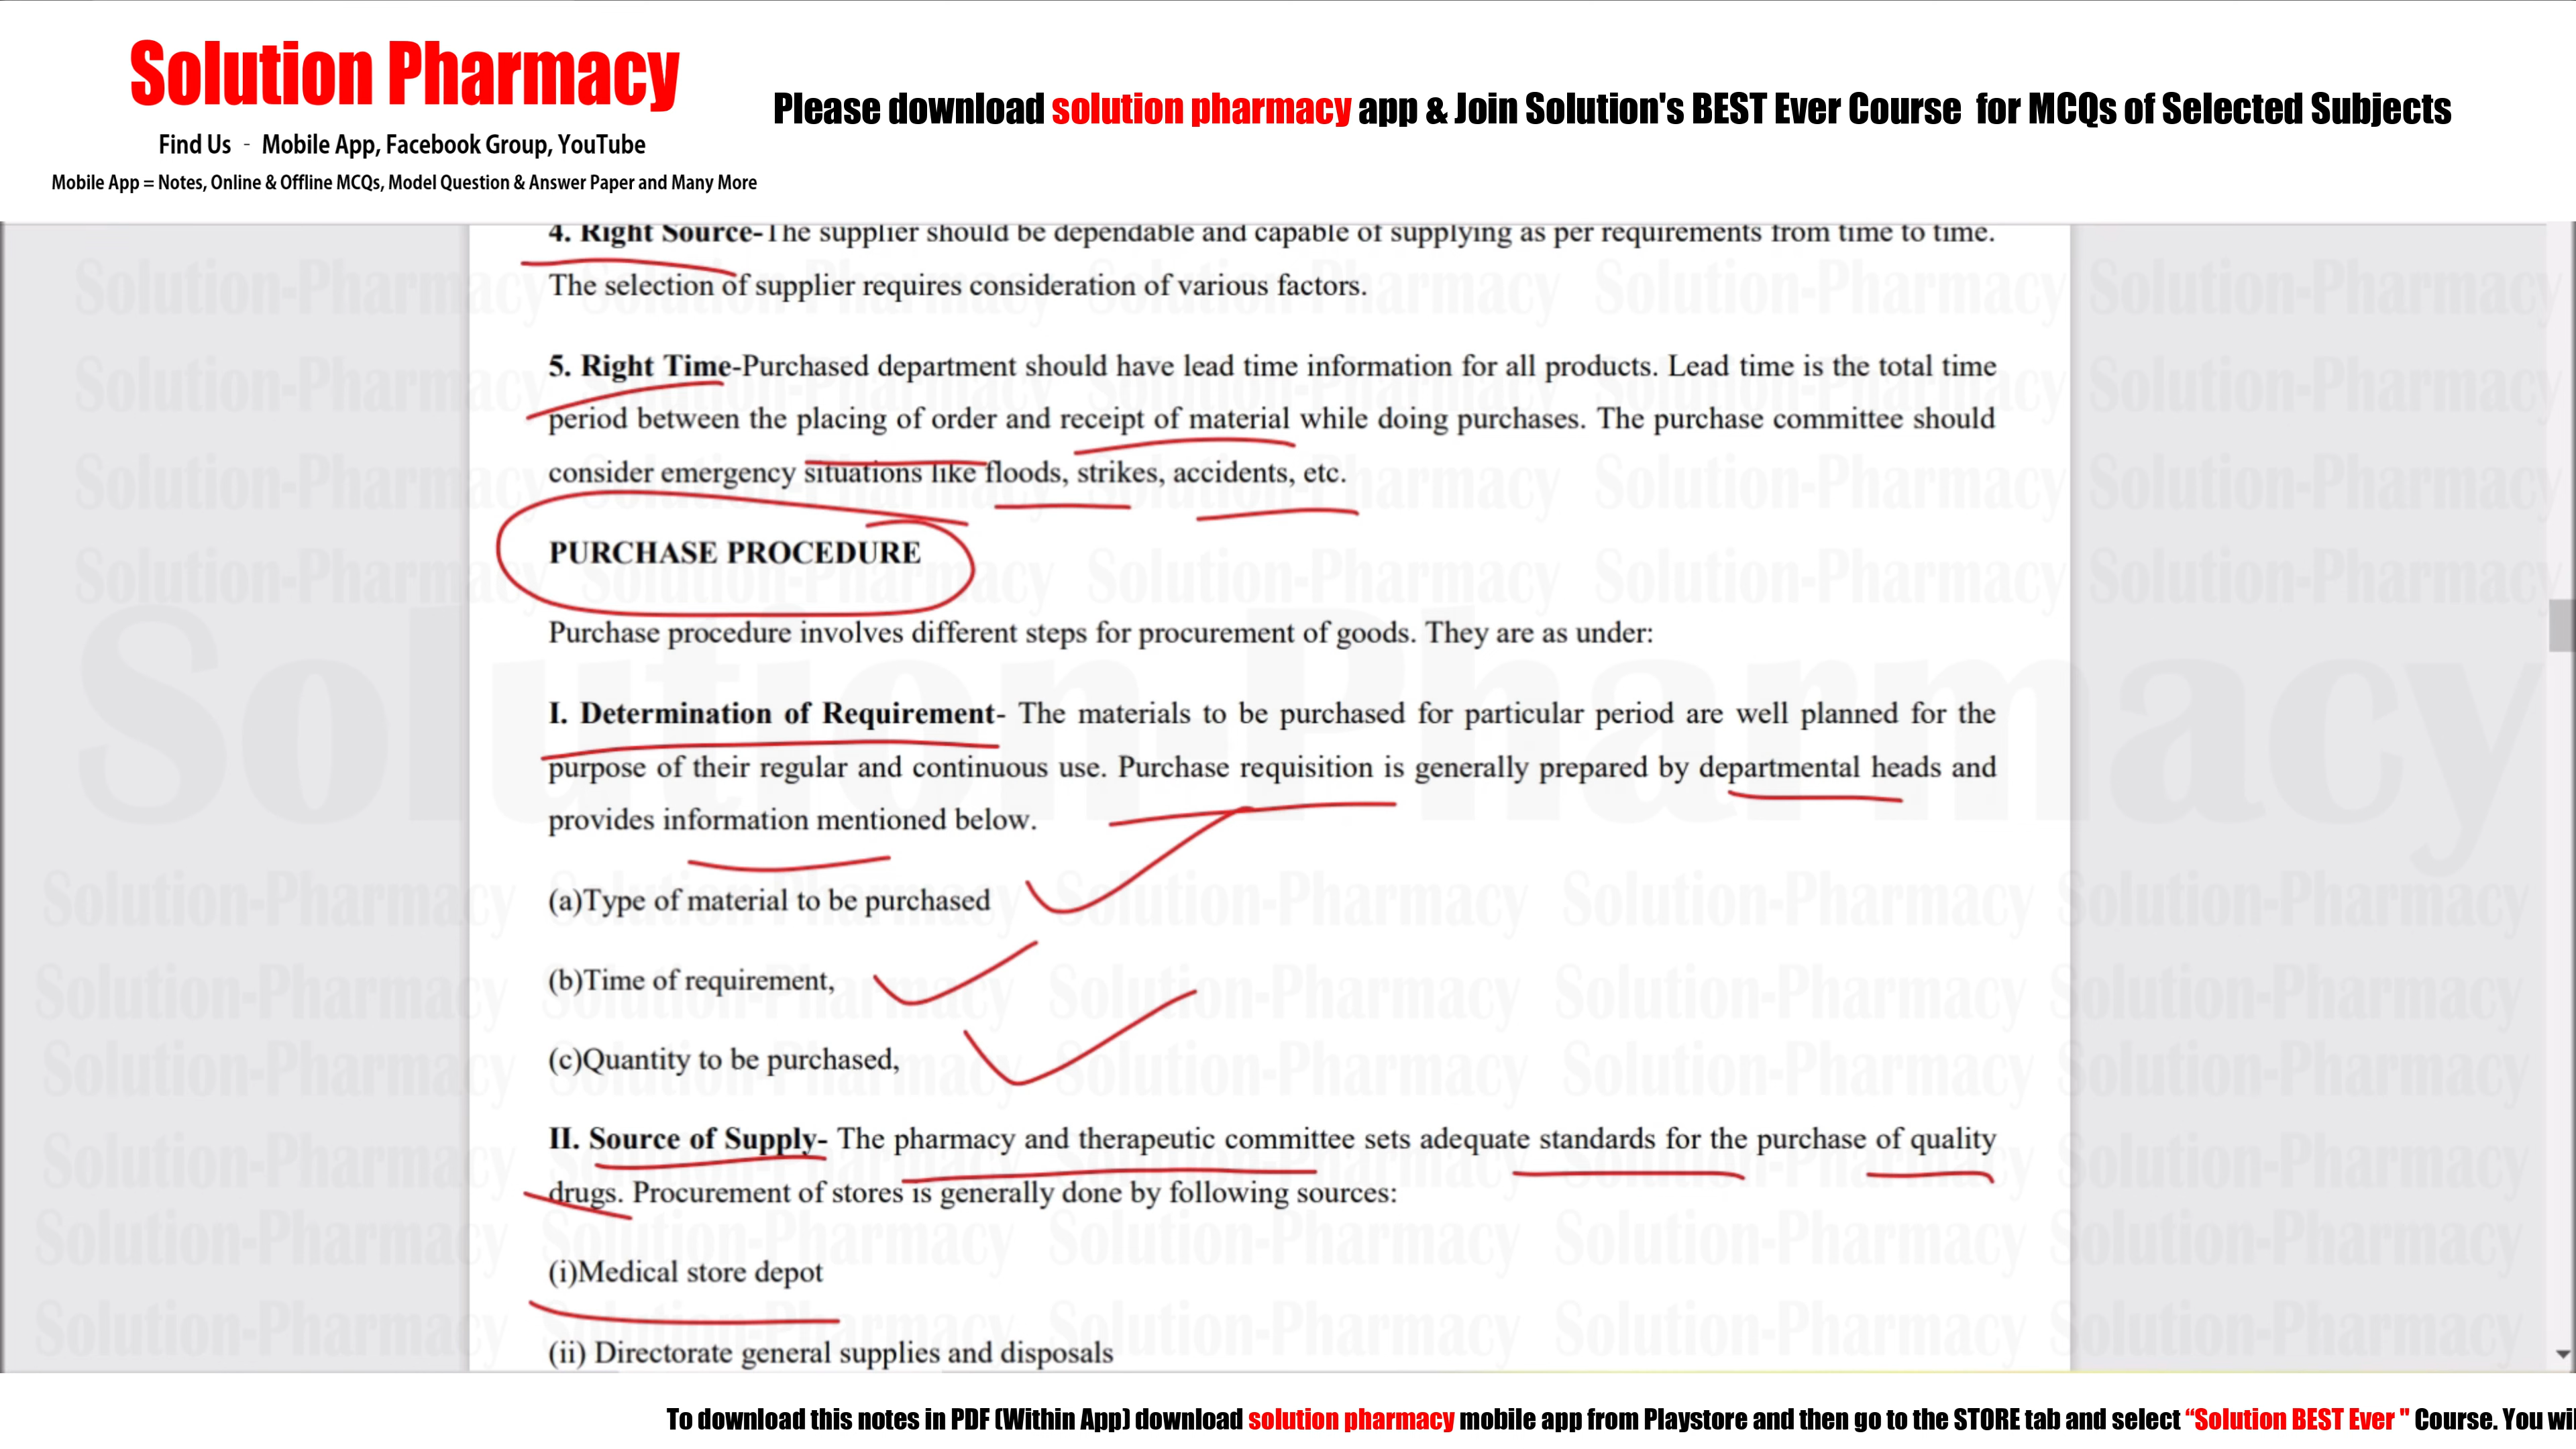 Solution Pharmacy
Find Us - Mobile App, Facebook Group, YouTube
Mobile App = Notes, Online & Offline MCQs, Model Question & Answer Paper and Many More
Please download solution pharmacy app & Join Solution's BEST Ever Course for MCQs of Selected Subjects
4. Right Source-The supplier should be dependable and capable of supplying as per requirements from time to time.
The selection of supplier requires consideration of various factors.
5. Right Time-Purchased department should have lead time information for all products. Lead time is the total time
period between the placing of order and receipt of material while doing purchases. The purchase committee should
consider emergency situations like floods, strikes, accidents, etc.
PURCHASE PROCEDURE
Purchase procedure involves different steps for procurement of goods. They are as under:
I. Determination of Requirement- The materials to be purchased for particular period are well planned for the
purpose of their regular and continuous use. Purchase requisition is generally prepared by departmental heads and
provides information mentioned below.
(a)Type of material to be purchased
(b)Time of requirement,
(c)Quantity to be purchased,
II. Source of Supply- The pharmacy and therapeutic committee sets adequate standards for the purchase of quality
drugs. Procurement of stores is generally done by following sources:
(i)Medical store depot
(ii) Directorate general supplies and disposals
To download this notes in PDF (Within App) download solution pharmacy mobile app from Playstore and then go to the STORE tab and select “Solution BEST Ever " Course. You wil